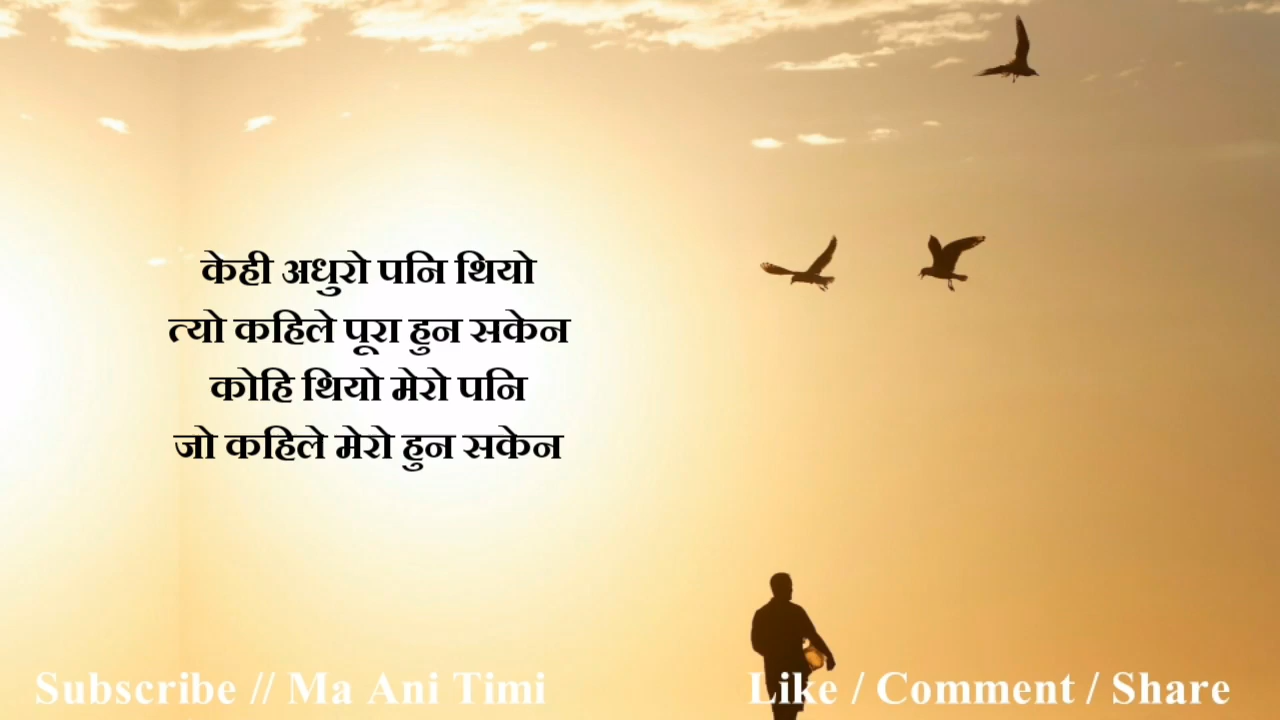 केही अधुरो पनि थियो
त्यो कहिले पूरा हुन सकेन
कोहि थियो मेरो पनि
जो कहिले मेरो हुन सकेन
Subscribe // Ma Ani Timi
Like / Comment / Share